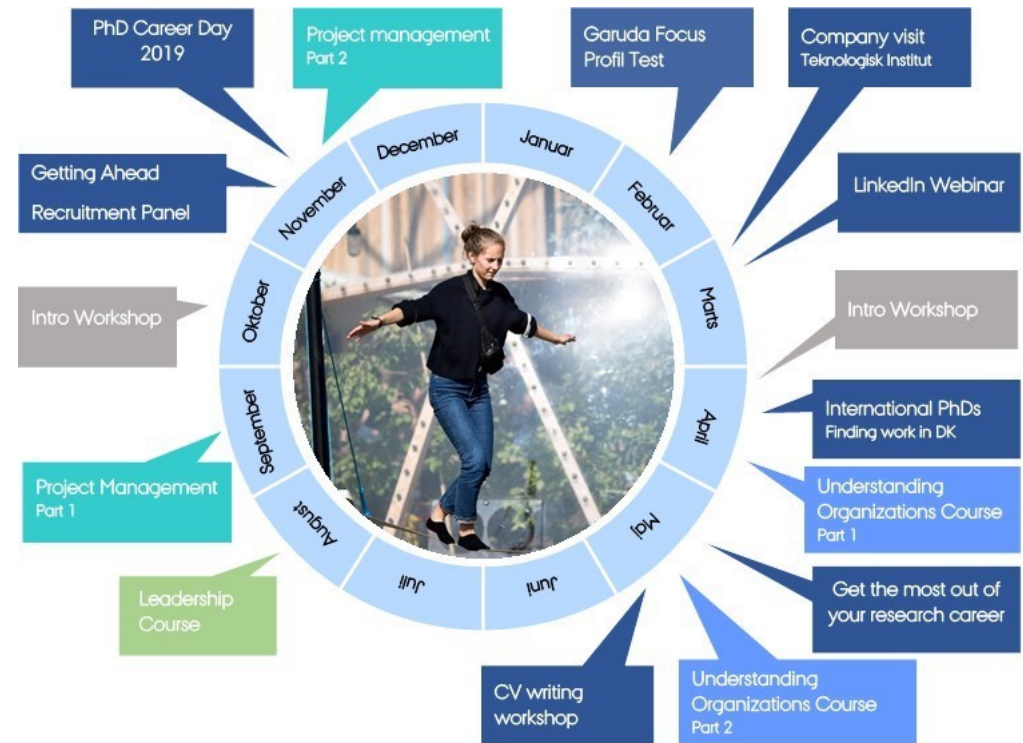 PhD Career Day
2019
Project management
Part 2
Garuda Focus
Profil Test
Company visit
Teknologisk Institut
Getting Ahead
Recruitment Panel
LinkedIn Webinar
Intro Workshop
Intro Workshop
International PhDs
Finding work in DK
Project Management
Part 1
Understanding
Organizations Course
Part 1
Leadership
Course
Get the most out of
your research career
CV writing
workshop
Understanding
Organizations Course
Part 2
Januar
Februar
Marts
April
Maj
Juni
Juli
August
September
Oktober
November
December